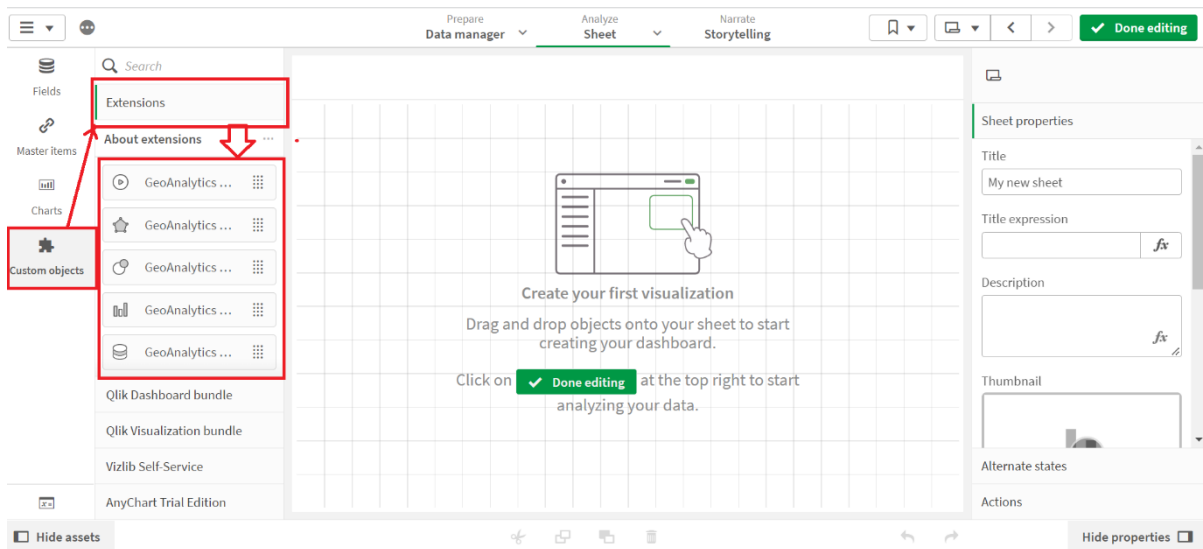 Prepare
Data manager
Analyze
Sheet
Narrate
Storytelling
Done editing
Fields
Master items
Charts
Custom objects
Search
Extensions
About extensions
GeoAnalytics ...
GeoAnalytics ...
GeoAnalytics ...
GeoAnalytics ...
GeoAnalytics ...
Qlik Dashboard bundle
Qlik Visualization bundle
Vizlib Self-Service
AnyChart Trial Edition
Create your first visualization
Drag and drop objects onto your sheet to start
creating your dashboard.
Click on Done editing at the top right to start
analyzing your data.
Sheet properties
Title
My new sheet
Title expression
fx
Description
fx
Thumbnail
Alternate states
Actions
Hide assets
Hide properties